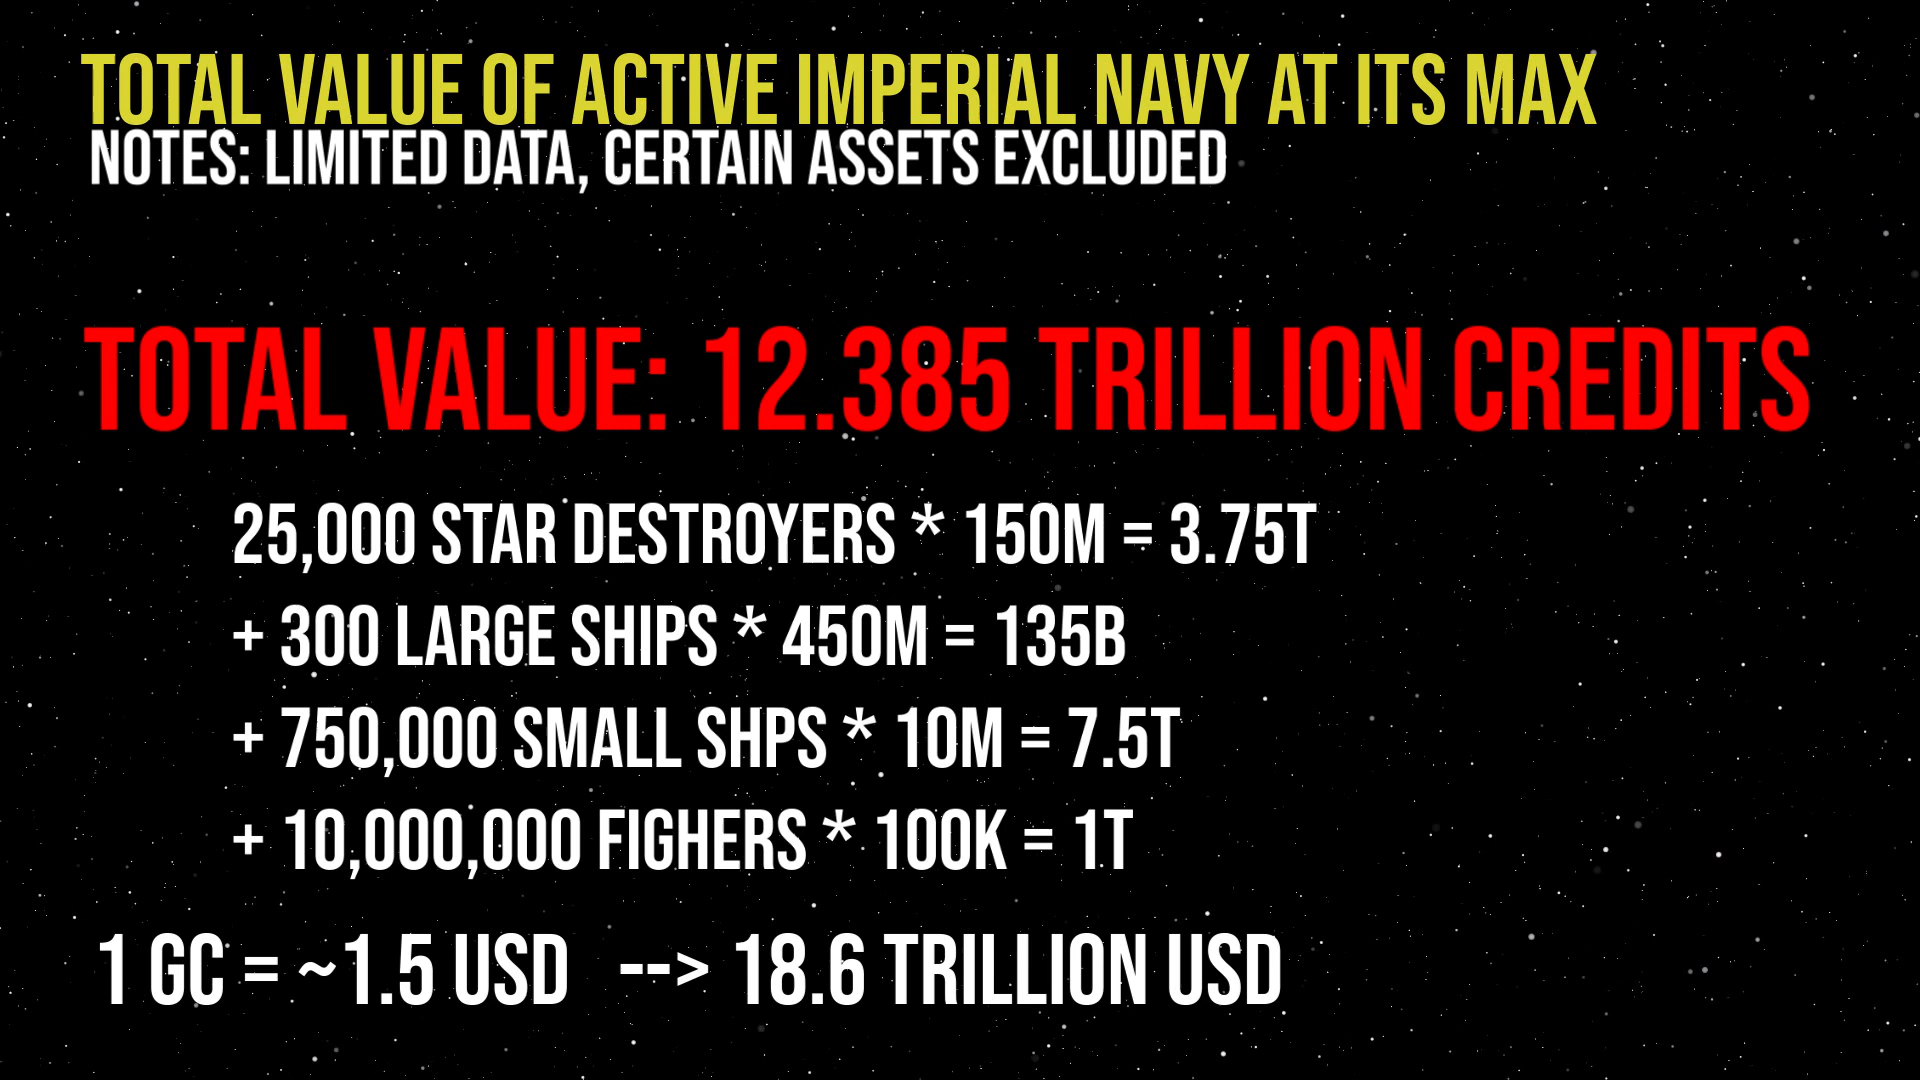 TOTAL VALUE OF ACTIVE IMPERIAL NAVY AT ITS MAX
NOTES: LIMITED DATA, CERTAIN ASSETS EXCLUDED
TOTAL VALUE: 12.385 TRILLION CREDITS
25,000 STAR DESTROYERS * 150M = 3.75T
+ 300 LARGE SHIPS * 450M = 135B
+ 750,000 SMALL SHPS * 10M = 7.5T
+ 10,000,000 FIGHERS * 100K = 1T
1 GC = ~1.5 USD --> 18.6 TRILLION USD